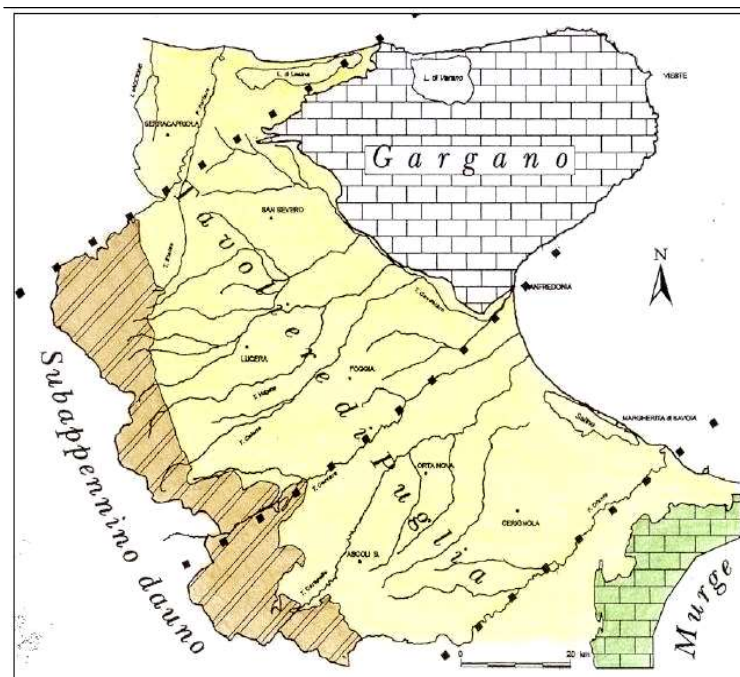 L. di Lesina
L. di Varano
VIESTE
SERRACAPRIOLA
Gargano
SAN SEVERO
N
MANFREDONIA
Tavoliere di Puglia
LUCERA
FOGGIA
MARGHERITA di SAVOIA
Saline
Subappennino dauno
ORTA NOVA
CERIGNOLA
ASCOLI S.
Murge
0
20 km